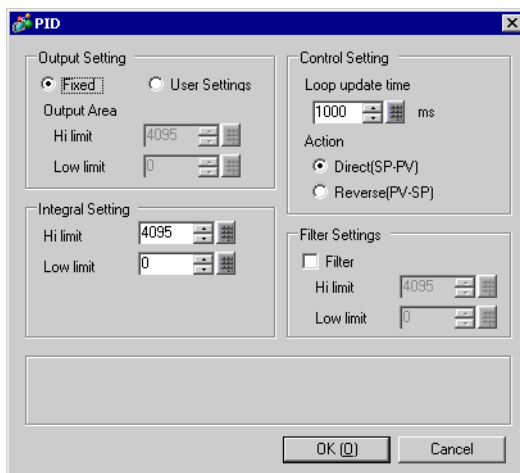 PID
Output Setting
Fixed
User Settings
Output Area
Hi limit 4095
Low limit 0
Integral Setting
Hi limit 4095
Low limit 0
Control Setting
Loop update time
1000 ms
Action
Direct(SP-PV)
Reverse(PV-SP)
Filter Settings
Filter
Hi limit 4095
Low limit 0
OK (O) Cancel